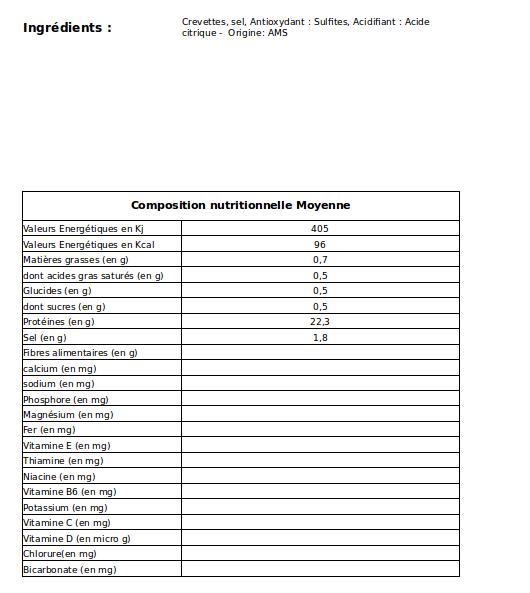 Ingrédients :
Crevettes, sel, Antioxydant : Sulfites, Acidifiant : Acide
citrique -  Origine: AMS
Composition nutritionnelle Moyenne
Valeurs Energétiques en Kj 405
Valeurs Energétiques en Kcal 96
Matières grasses (en g) 0,7
dont acides gras saturés (en g) 0,5
Glucides (en g) 0,5
dont sucres (en g) 0,5
Protéines (en g) 22,3
Sel (en g) 1,8
Fibres alimentaires (en g)
calcium (en mg)
sodium (en mg)
Phosphore (en mg)
Magnésium (en mg)
Fer (en mg)
Vitamine E (en mg)
Thiamine (en mg)
Niacine (en mg)
Vitamine B6 (en mg)
Potassium (en mg)
Vitamine C (en mg)
Vitamine D (en micro g)
Chlorure(en mg)
Bicarbonate (en mg)